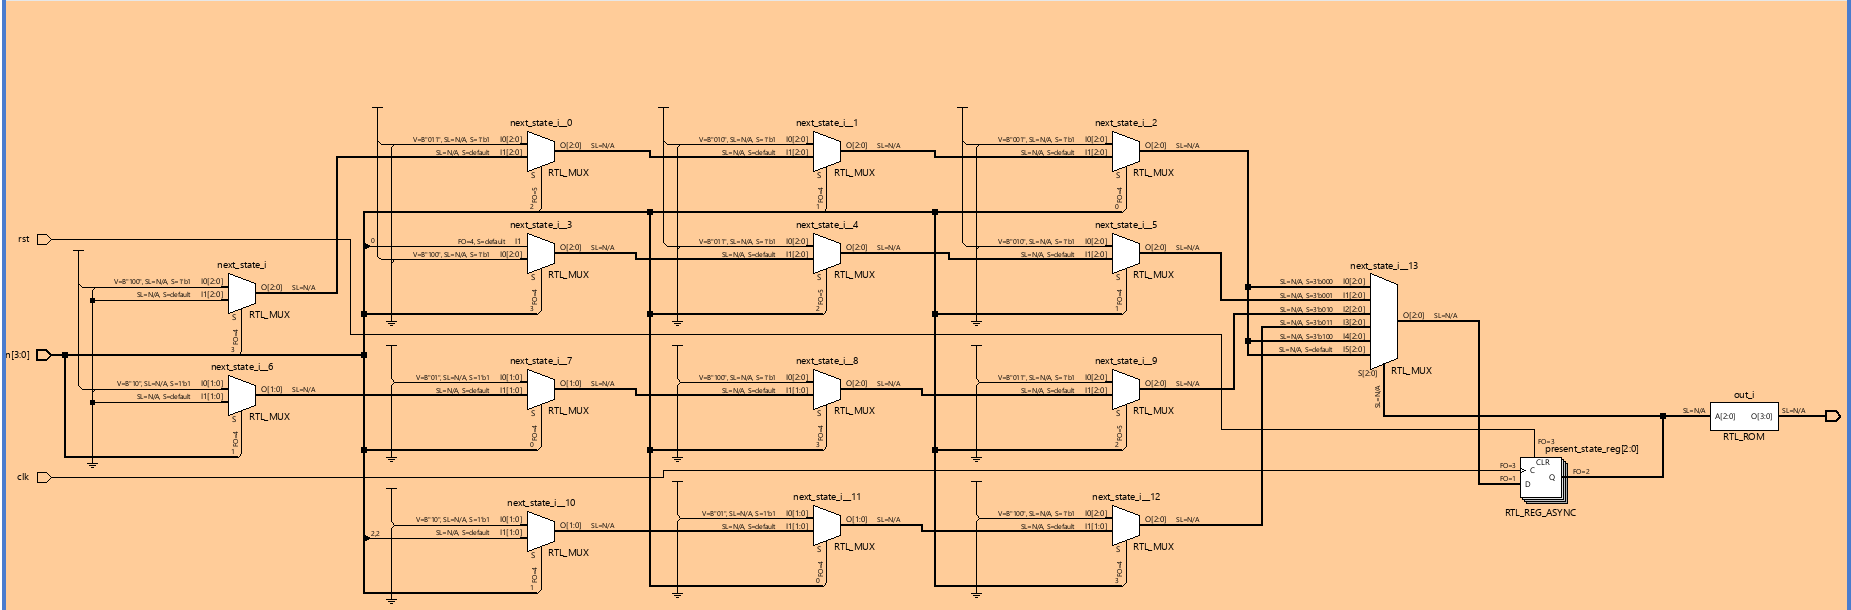 next_state_i__0
V=B"011", SL=N/A, S=1'b1 I0[2:0]
SL=N/A, S=default I1[2:0]
O[2:0] SL=N/A
S
RTL_MUX
FO=5
2
next_state_i__1
V=B"010", SL=N/A, S=1'b1 I0[2:0]
SL=N/A, S=default I1[2:0]
O[2:0] SL=N/A
S
RTL_MUX
FO=4
1
next_state_i__2
V=B"001", SL=N/A, S=1'b1 I0[2:0]
SL=N/A, S=default I1[2:0]
O[2:0] SL=N/A
S
RTL_MUX
FO=4
0
rst
next_state_i__3
0
FO=4, S=default I1
V=B"100", SL=N/A, S=1'b1 I0[2:0]
O[2:0] SL=N/A
S
RTL_MUX
FO=4
3
next_state_i__4
V=B"011", SL=N/A, S=1'b1 I0[2:0]
SL=N/A, S=default I1[2:0]
O[2:0] SL=N/A
S
RTL_MUX
FO=5
2
next_state_i__5
V=B"010", SL=N/A, S=1'b1 I0[2:0]
SL=N/A, S=default I1[2:0]
O[2:0] SL=N/A
S
RTL_MUX
FO=4
1
next_state_i
V=B"100", SL=N/A, S=1'b1 I0[2:0]
SL=N/A, S=default I1[2:0]
O[2:0] SL=N/A
S
RTL_MUX
FO=4
3
next_state_i__13
SL=N/A, S=3'b000 I0[2:0]
SL=N/A, S=3'b001 I1[2:0]
SL=N/A, S=3'b010 I2[2:0]
SL=N/A, S=3'b011 I3[2:0]
SL=N/A, S=3'b100 I4[2:0]
SL=N/A, S=default I5[2:0]
O[2:0] SL=N/A
S[2:0]
RTL_MUX
SL=N/A
n[3:0]
next_state_i__6
V=B"10", SL=N/A, S=1'b1 I0[1:0]
SL=N/A, S=default I1[1:0]
O[1:0] SL=N/A
S
RTL_MUX
FO=4
1
next_state_i__7
V=B"01", SL=N/A, S=1'b1 I0[1:0]
SL=N/A, S=default I1[1:0]
O[1:0] SL=N/A
S
RTL_MUX
FO=4
0
next_state_i__8
V=B"100", SL=N/A, S=1'b1 I0[2:0]
SL=N/A, S=default I1[1:0]
O[2:0] SL=N/A
S
RTL_MUX
FO=4
3
next_state_i__9
V=B"011", SL=N/A, S=1'b1 I0[2:0]
SL=N/A, S=default I1[2:0]
O[2:0] SL=N/A
S
RTL_MUX
FO=5
2
out_i
SL=N/A A[2:0] O[3:0] SL=N/A
RTL_ROM
clk
FO=3
present_state_reg[2:0]
CLR
FO=3 C
FO=1 D
Q FO=2
RTL_REG_ASYNC
next_state_i__10
V=B"10", SL=N/A, S=1'b1 I0[1:0]
2,2
SL=N/A, S=default I1[1:0]
O[1:0] SL=N/A
S
RTL_MUX
FO=4
1
next_state_i__11
V=B"01", SL=N/A, S=1'b1 I0[1:0]
SL=N/A, S=default I1[1:0]
O[1:0] SL=N/A
S
RTL_MUX
FO=4
0
next_state_i__12
V=B"100", SL=N/A, S=1'b1 I0[2:0]
SL=N/A, S=default I1[1:0]
O[2:0] SL=N/A
S
RTL_MUX
FO=4
3